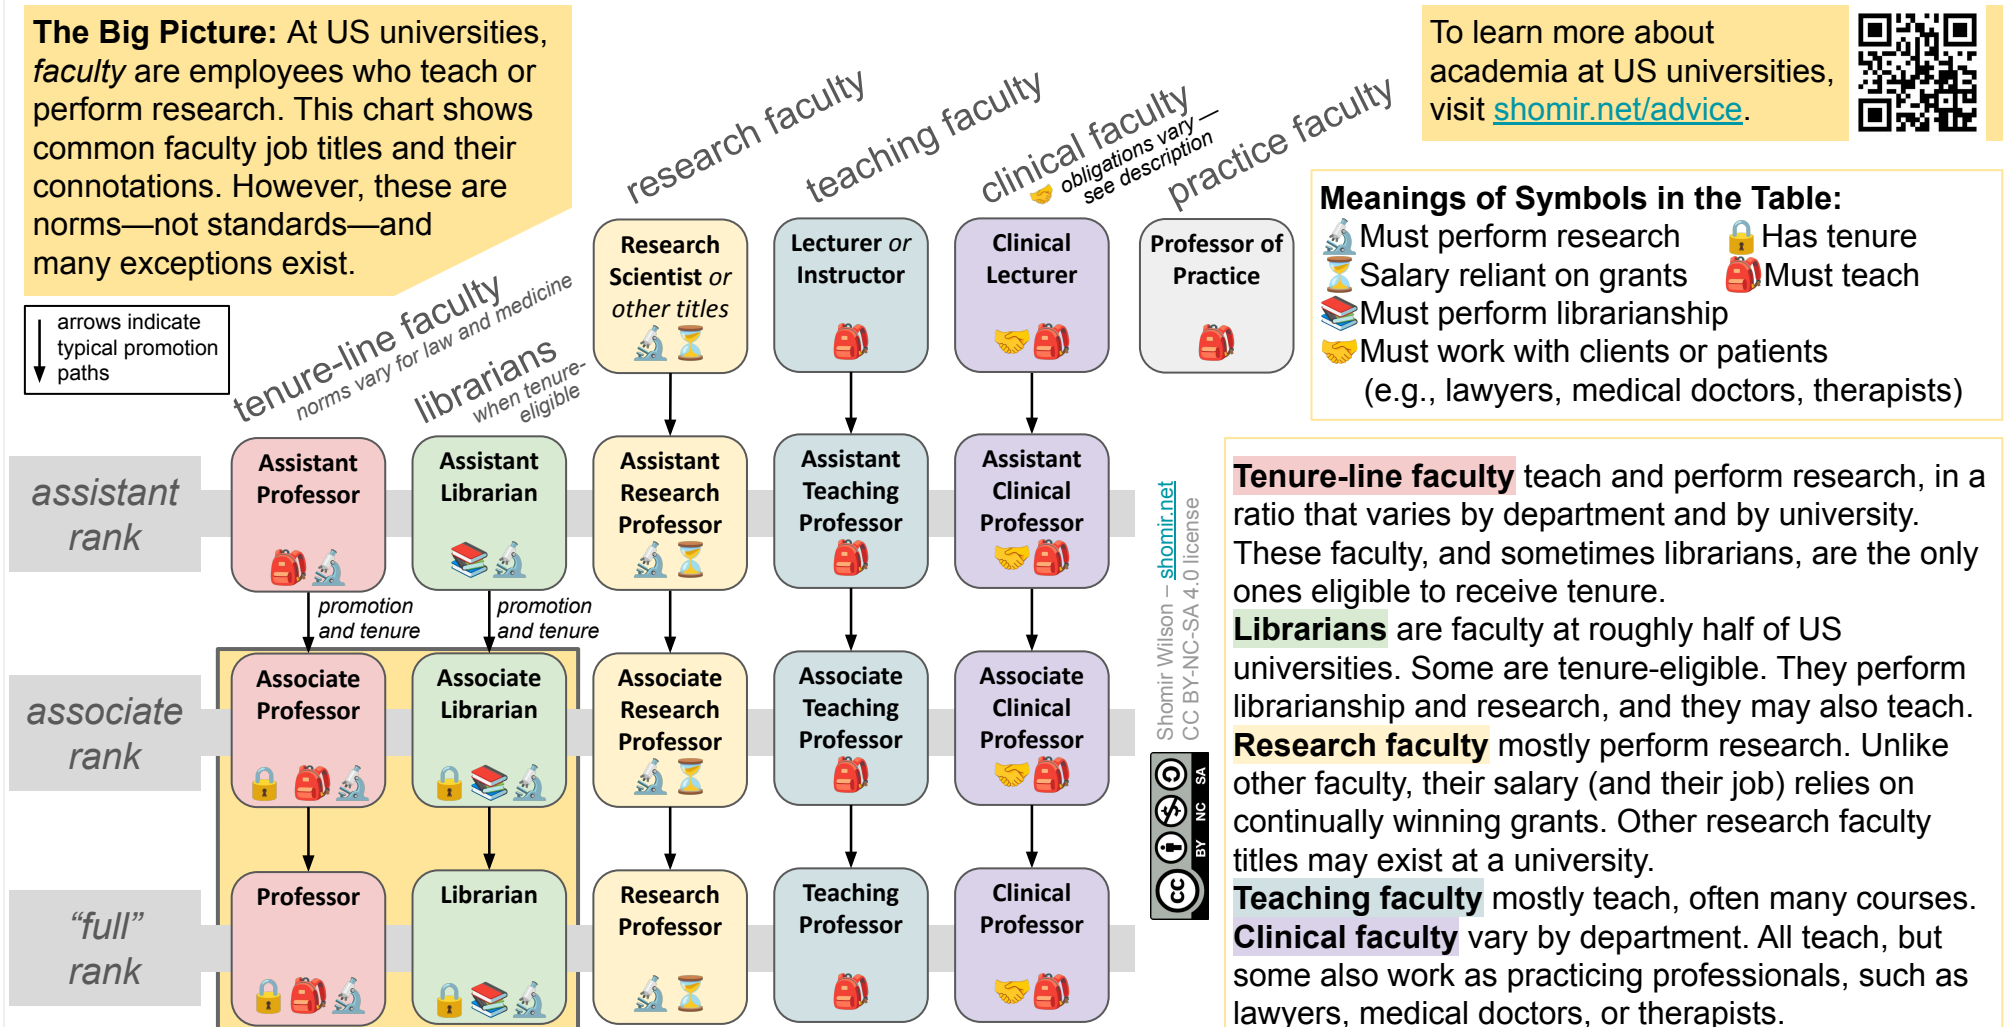 The Big Picture: At US universities,
faculty are employees who teach or
perform research. This chart shows
common faculty job titles and their
connotations. However, these are
norms—not standards—and
many exceptions exist.
arrows indicate
typical promotion
paths
To learn more about
academia at US universities,
visit shomir.net/advice.
Meanings of Symbols in the Table:
Must perform research
Has tenure
Salary reliant on grants
Must teach
Must perform librarianship
Must work with clients or patients
(e.g., lawyers, medical doctors, therapists)
tenure-line faculty
norms vary for law and medicine
librarians
when tenure-
eligible
research faculty
teaching faculty
clinical faculty
obligations vary —
see description
practice faculty
Research
Scientist or
other titles
Lecturer or
Instructor
Clinical
Lecturer
Professor of
Practice
assistant
rank
Assistant
Professor
Assistant
Librarian
Assistant
Research
Professor
Assistant
Teaching
Professor
Assistant
Clinical
Professor
promotion
and tenure
promotion
and tenure
associate
rank
Associate
Professor
Associate
Librarian
Associate
Research
Professor
Associate
Teaching
Professor
Associate
Clinical
Professor
“full”
rank
Professor
Librarian
Research
Professor
Teaching
Professor
Clinical
Professor
Shomir Wilson – shomir.net
CC BY-NC-SA 4.0 license
cc
BY NC SA
Tenure-line faculty teach and perform research, in a
ratio that varies by department and by university.
These faculty, and sometimes librarians, are the only
ones eligible to receive tenure.
Librarians are faculty at roughly half of US
universities. Some are tenure-eligible. They perform
librarianship and research, and they may also teach.
Research faculty mostly perform research. Unlike
other faculty, their salary (and their job) relies on
continually winning grants. Other research faculty
titles may exist at a university.
Teaching faculty mostly teach, often many courses.
Clinical faculty vary by department. All teach, but
some also work as practicing professionals, such as
lawyers, medical doctors, or therapists.